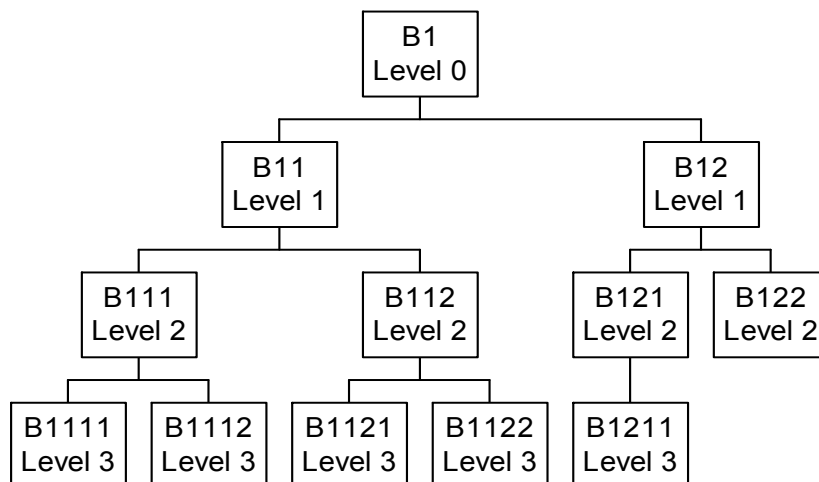 B1
Level 0
B11
Level 1
B12
Level 1
B111
Level 2
B112
Level 2
B121
Level 2
B122
Level 2
B1111
Level 3
B1112
Level 3
B1121
Level 3
B1122
Level 3
B1211
Level 3